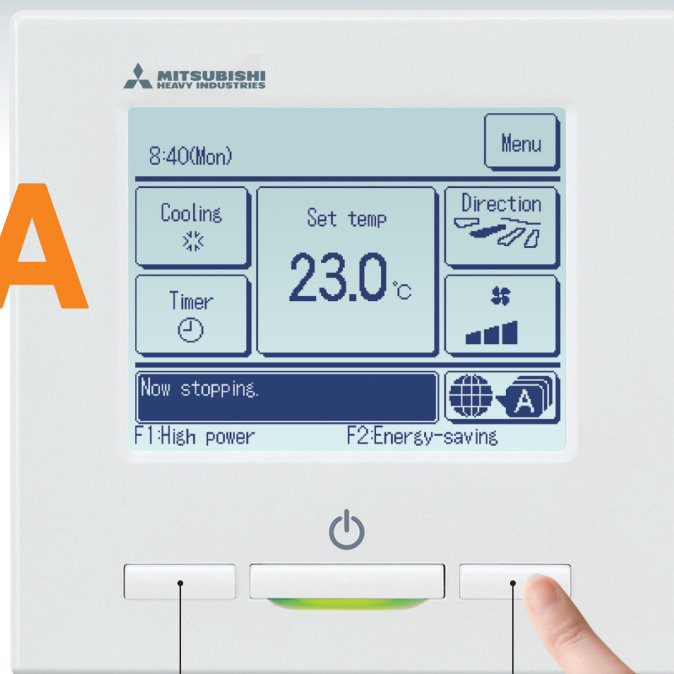 MITSUBISHI
HEAVY INDUSTRIES
8:40(Mon)
Menu
Cooling
Set temp
Direction
23.0°C
Timer
Now stopping.
A
F1:High power
F2:Energy-saving
A